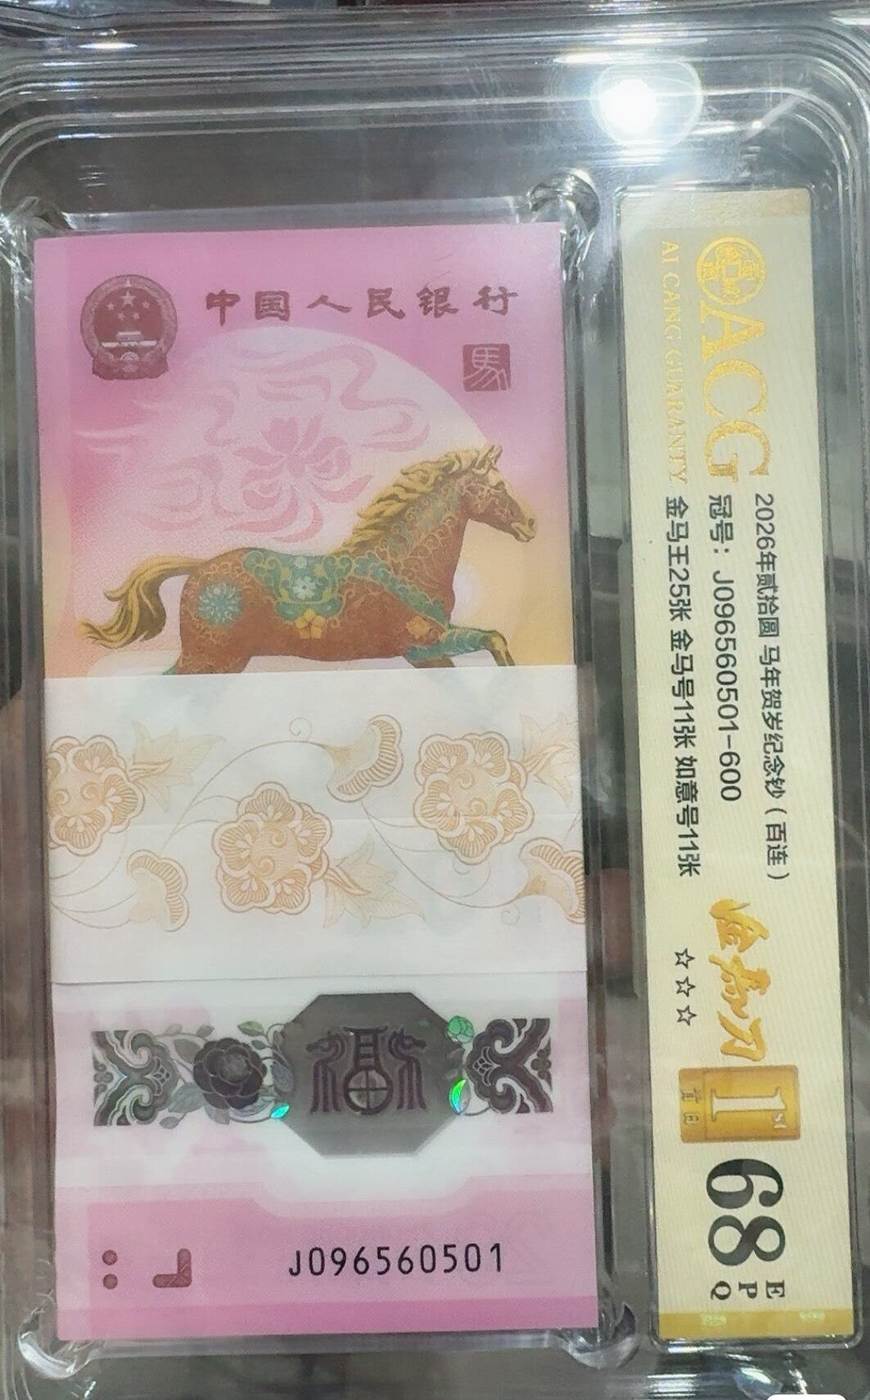 中国人民银行
馬
J096560501
ACG
AI CANG GUARANTY
2026年贰拾圆 马年贺岁纪念钞（百连）
冠号：J096560501-600
金马王25张 金马号11张 如意号11张
☆☆☆
1st
首日
68
E
P
Q